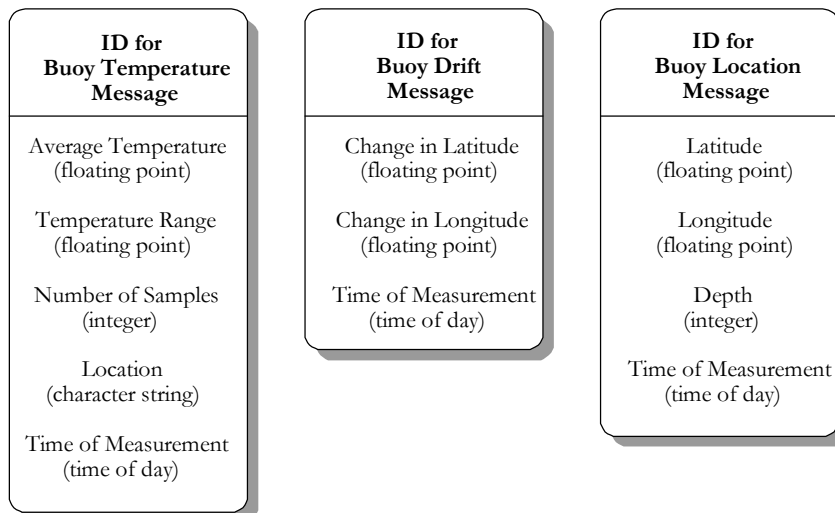 ID for
Buoy Temperature
Message
Average Temperature
(floating point)
Temperature Range
(floating point)
Number of Samples
(integer)
Location
(character string)
Time of Measurement
(time of day)
ID for
Buoy Drift
Message
Change in Latitude
(floating point)
Change in Longitude
(floating point)
Time of Measurement
(time of day)
ID for
Buoy Location
Message
Latitude
(floating point)
Longitude
(floating point)
Depth
(integer)
Time of Measurement
(time of day)